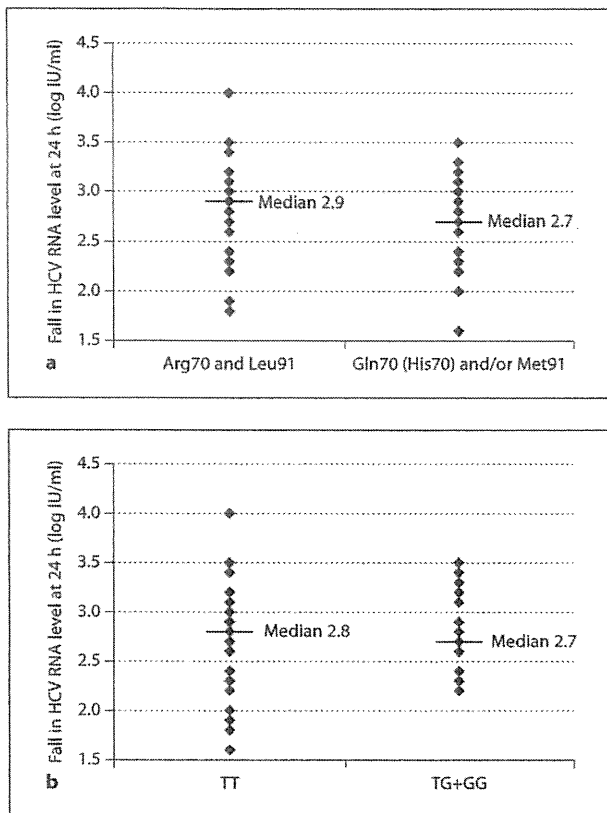 Fall in HCV RNA level at 24 h (log IU/ml)
4.5
4.0
3.5
3.0
2.5
2.0
1.5
Median 2.9
Median 2.7
a
Arg70 and Leu91
Gln70 (His70) and/or Met91
Fall in HCV RNA level at 24 h (log IU/ml)
4.5
4.0
3.5
3.0
2.5
2.0
1.5
Median 2.8
Median 2.7
b
TT
TG+GG